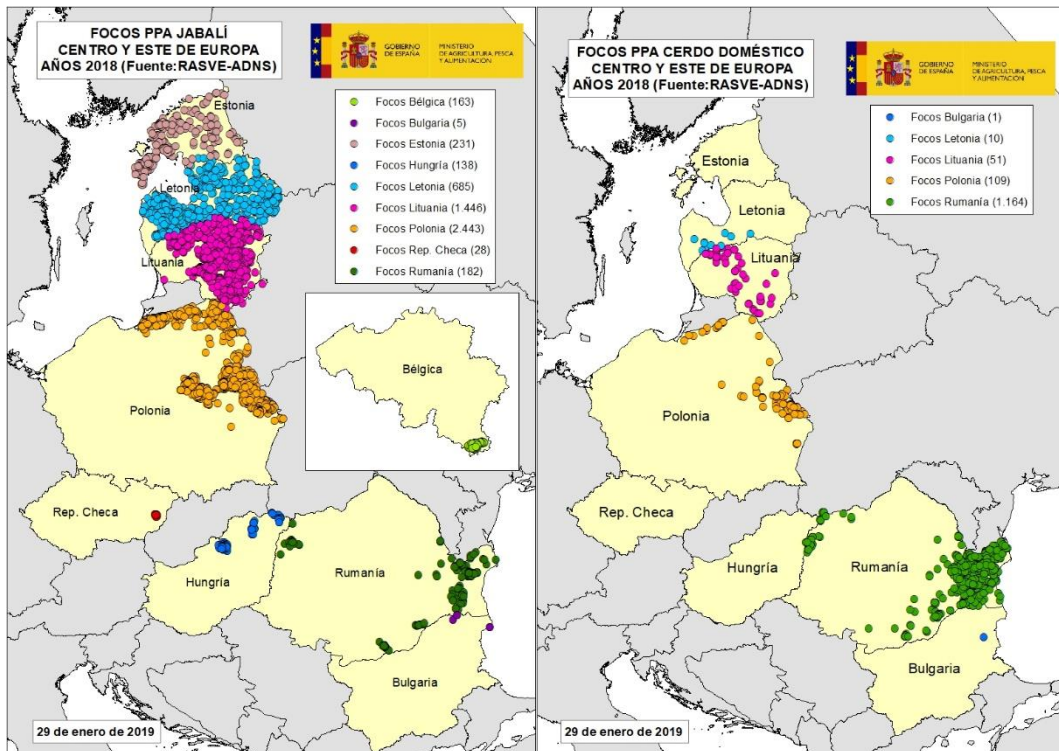 FOCOS PPA JABALÍ
CENTRO Y ESTE DE EUROPA
AÑOS 2018 (Fuente:RASVE-ADNS)
GOBIERNO
DE ESPAÑA
MINISTERIO
DE AGRICULTURA, PESCA
Y ALIMENTACIÓN
Focos Bélgica (163)
Focos Bulgaria (5)
Focos Estonia (231)
Focos Hungría (138)
Focos Letonia (685)
Focos Lituania (1.446)
Focos Polonia (2.443)
Focos Rep. Checa (28)
Focos Rumanía (182)
Estonia
Letonia
Lituania
Bélgica
Polonia
Rep. Checa
Hungría
Rumanía
Bulgaria
29 de enero de 2019
FOCOS PPA CERDO DOMÉSTICO
CENTRO Y ESTE DE EUROPA
AÑOS 2018 (Fuente:RASVE-ADNS)
GOBIERNO
DE ESPAÑA
MINISTERIO
DE AGRICULTURA, PESCA
Y ALIMENTACIÓN
Focos Bulgaria (1)
Focos Letonia (10)
Focos Lituania (51)
Focos Polonia (109)
Focos Rumanía (1.164)
Estonia
Letonia
Lituania
Polonia
Rep. Checa
Hungría
Rumanía
Bulgaria
29 de enero de 2019